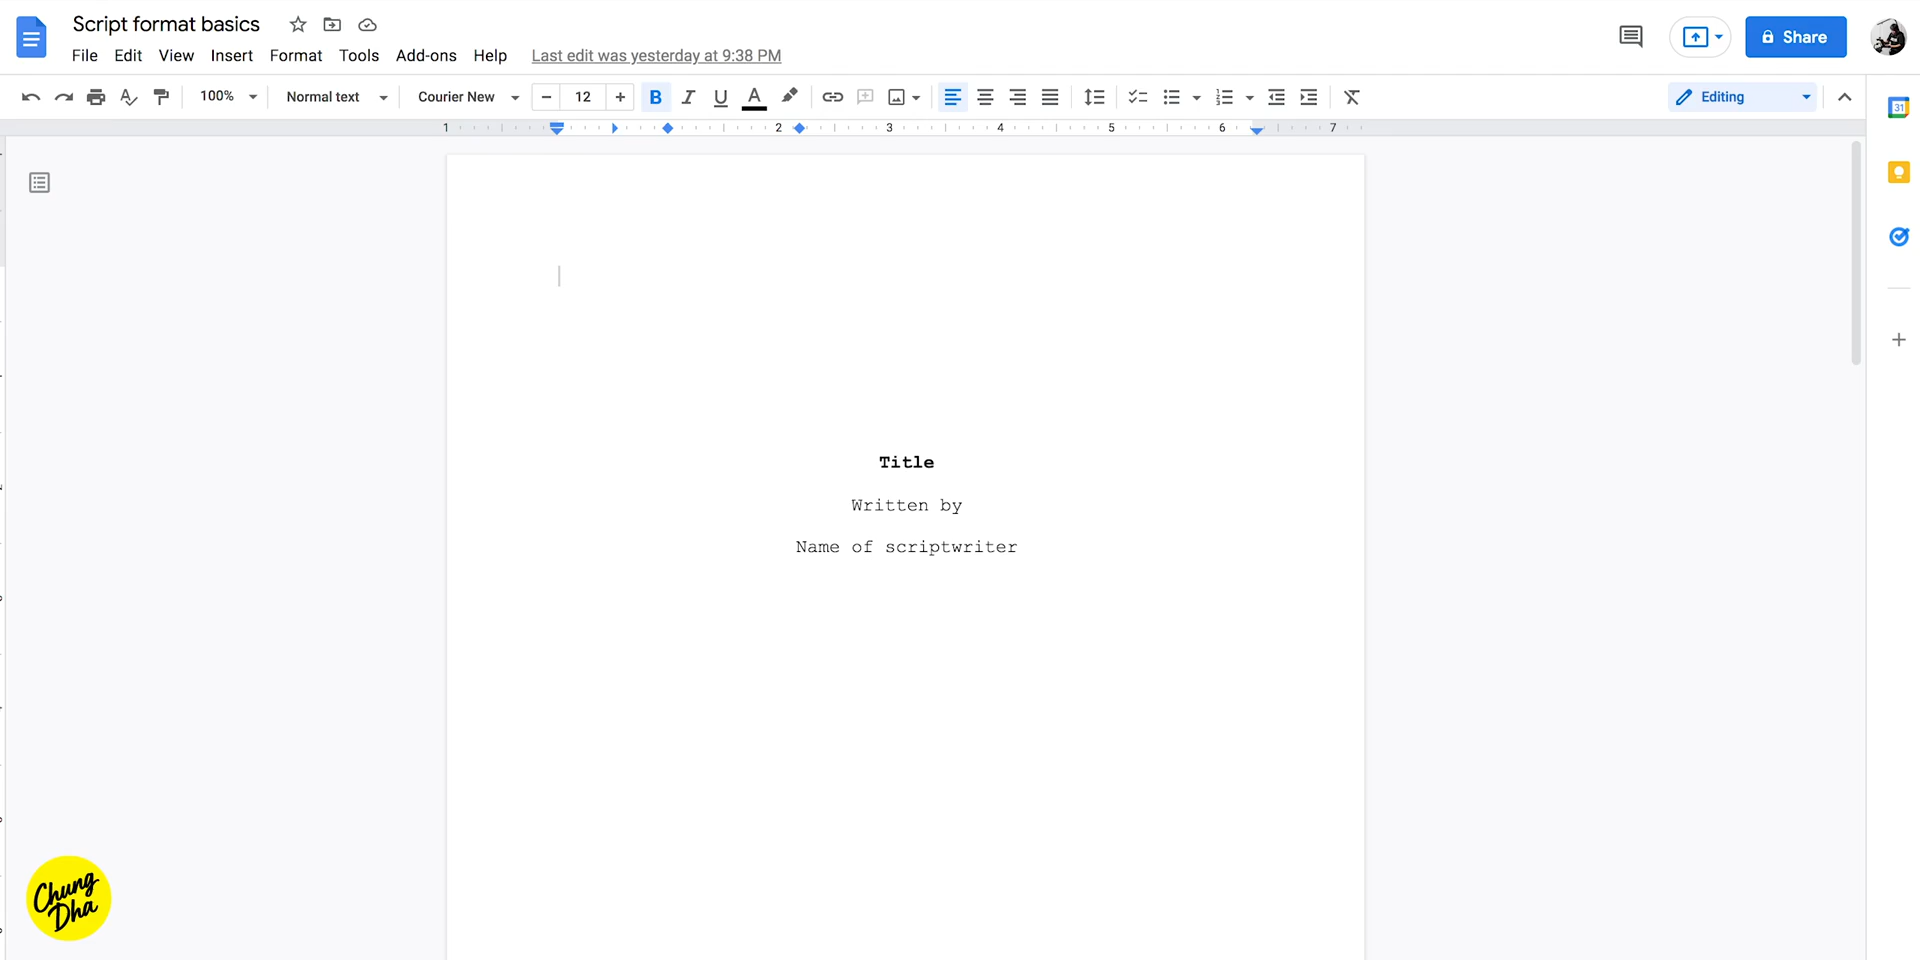 Script format basics
File Edit View Insert Format Tools Add-ons Help Last edit was yesterday at 9:38 PM
Share
100% Normal text Courier New 12 B I U A Editing
1 2 3 4 5 6 7
31
Title
Written by
Name of scriptwriter
Chung
Dha